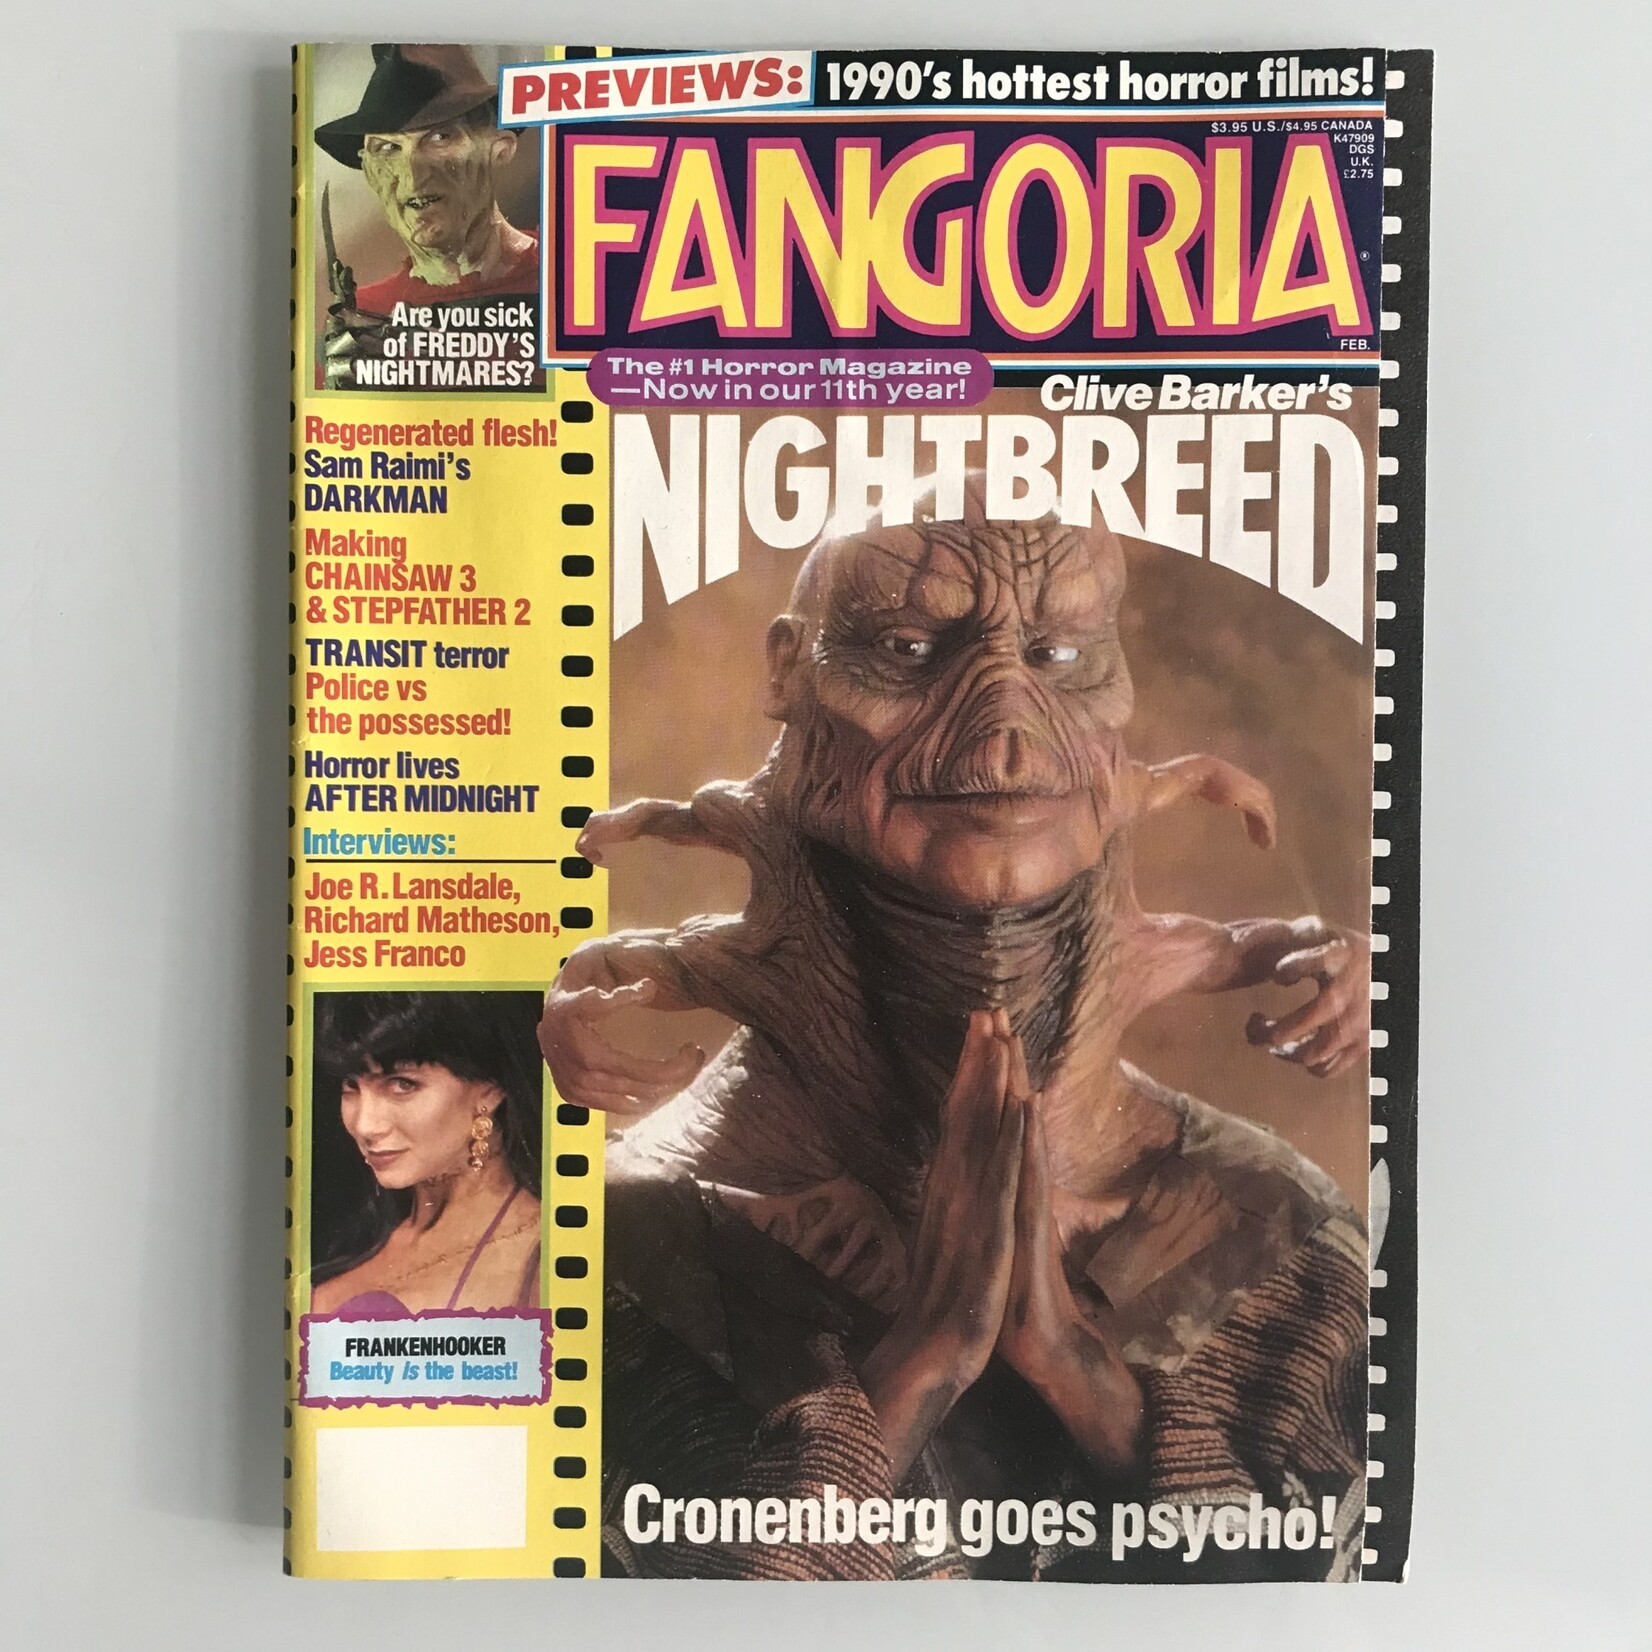 PREVIEWS: 1990's hottest horror films!
$3.95 U.S./$4.95 CANADA
K47909
DGS
U.K.
£2.75
FANGORIA®
FEB.
The #1 Horror Magazine
—Now in our 11th year!
Are you sick
of FREDDY'S
NIGHTMARES?
Regenerated flesh!
Sam Raimi's
DARKMAN
Making
CHAINSAW 3
& STEPFATHER 2
TRANSIT terror
Police vs
the possessed!
Horror lives
AFTER MIDNIGHT
Interviews:
Joe R. Lansdale,
Richard Matheson,
Jess Franco
FRANKENHOOKER
Beauty is the beast!
Clive Barker's
NIGHTBREED
Cronenberg goes psycho!